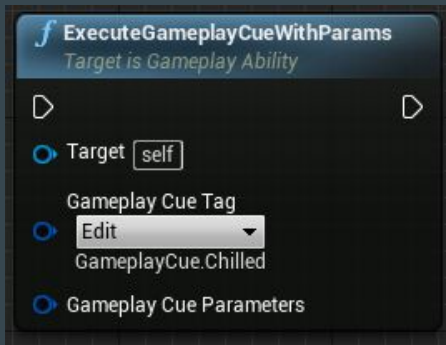 f ExecuteGameplayCueWithParams
Target is Gameplay Ability
Target self
Gameplay Cue Tag
Edit
GameplayCue.Chilled
Gameplay Cue Parameters